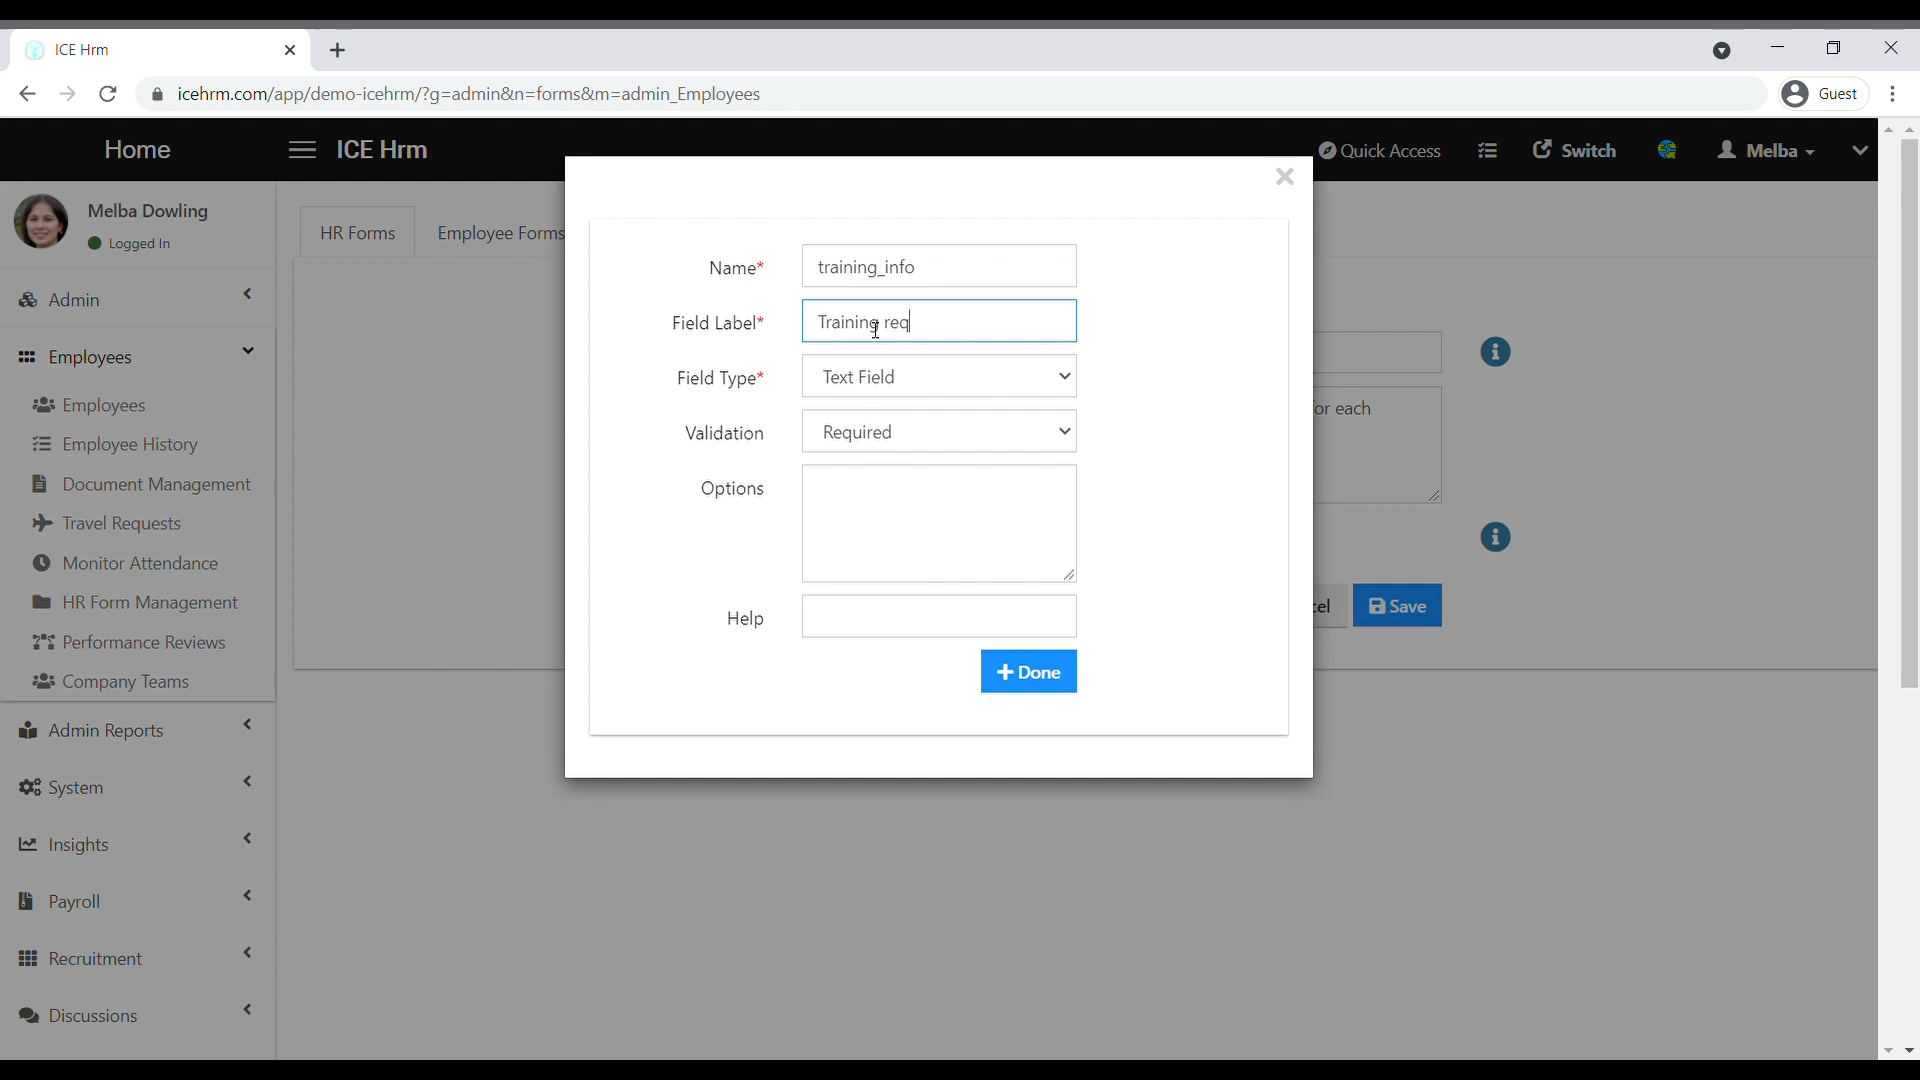 ICE Hrm
icehrm.com/app/demo-icehrm/?g=admin&n=forms&m=admin_Employees
Guest
Home
ICE Hrm
Quick Access
Switch
Melba
Melba Dowling
Logged In
HR Forms
Employee Forms
Admin
Employees
Employees
Employee History
Document Management
Travel Requests
Monitor Attendance
HR Form Management
Performance Reviews
Company Teams
Admin Reports
System
Insights
Payroll
Recruitment
Discussions
Name*
training_info
Field Label*
Training req
Field Type*
Text Field
Validation
Required
Options
Help
+ Done
or each
cel
Save